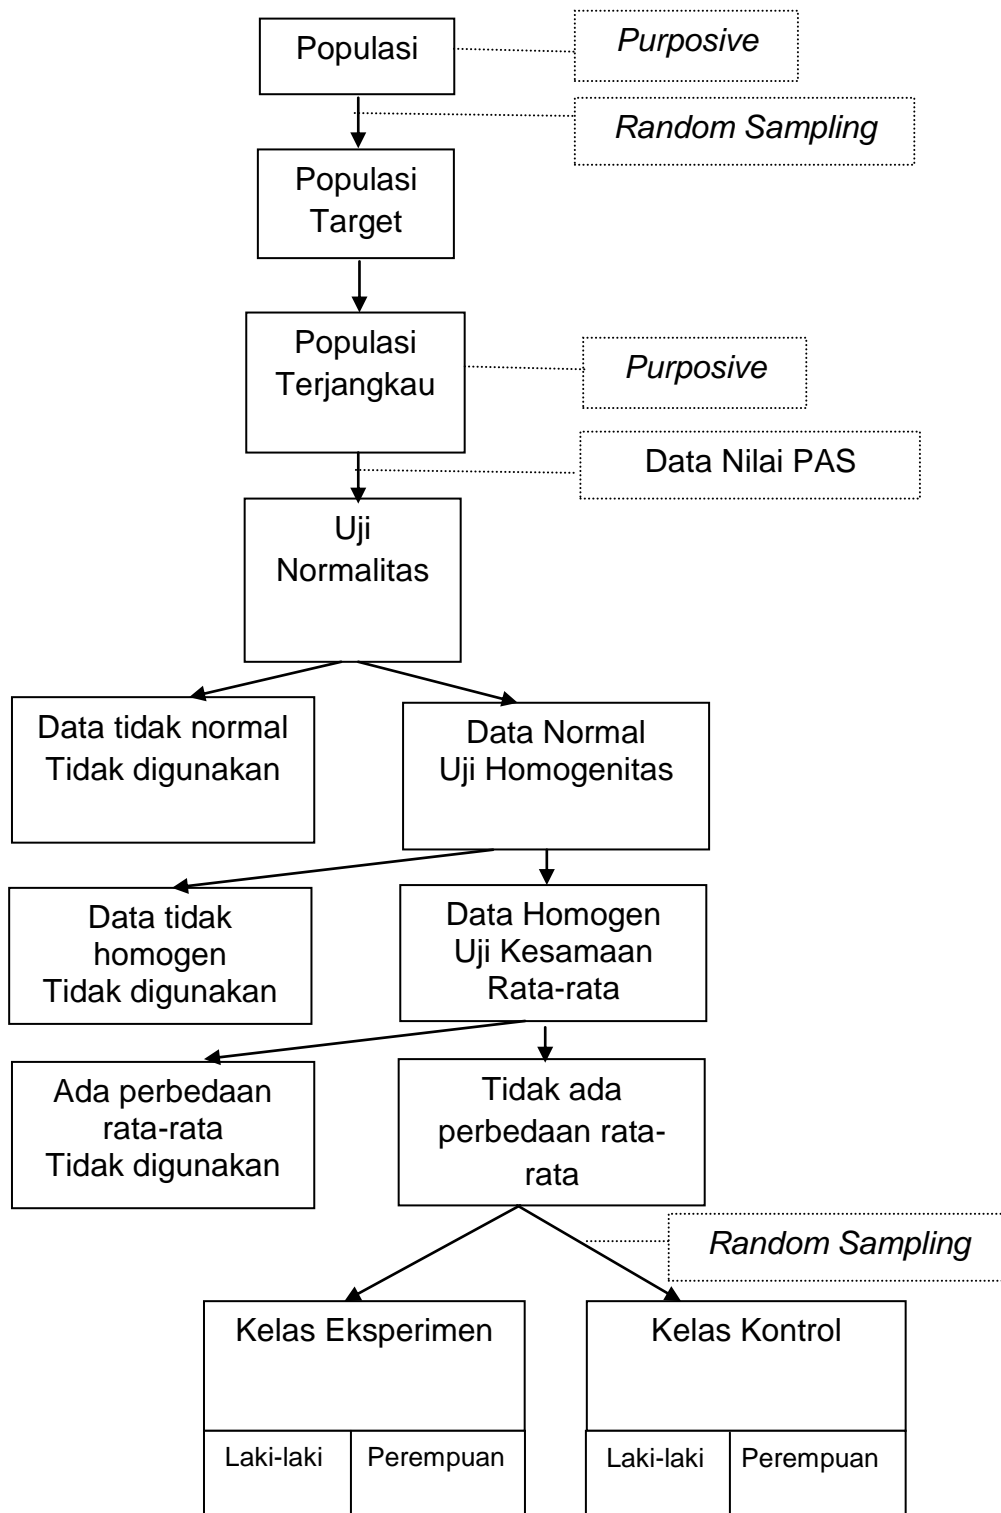 Populasi
Purposive
Random Sampling
Populasi
Target
Populasi
Terjangkau
Purposive
Data Nilai PAS
Uji
Normalitas
Data tidak normal
Tidak digunakan
Data Normal
Uji Homogenitas
Data tidak
homogen
Tidak digunakan
Data Homogen
Uji Kesamaan
Rata-rata
Ada perbedaan
rata-rata
Tidak digunakan
Tidak ada
perbedaan rata-
rata
Random Sampling
Kelas Eksperimen
Kelas Kontrol
Laki-laki
Perempuan
Laki-laki
Perempuan